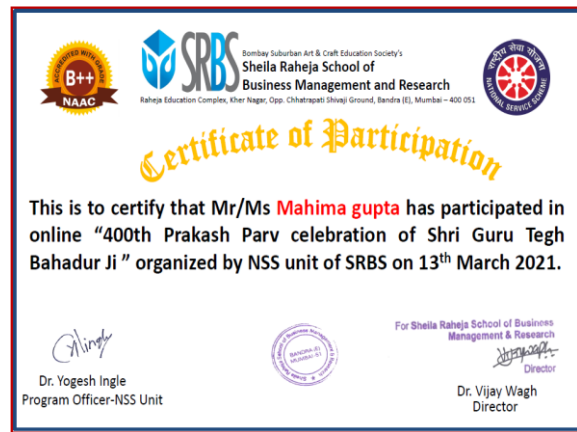 ACCREDITED WITH GRADE
B++
NAAC
SRBS
Bombay Suburban Art & Craft Education Society's
Sheila Raheja School of
Business Management and Research
Raheja Education Complex, Kher Nagar, Opp. Chhatrapati Shivaji Ground, Bandra (E), Mumbai – 400 051
राष्ट्रीय सेवा योजना
NATIONAL SERVICE SCHEME
Certificate of Participation
This is to certify that Mr/Ms Mahima gupta has participated in
online “400th Prakash Parv celebration of Shri Guru Tegh
Bahadur Ji ” organized by NSS unit of SRBS on 13th March 2021.
Dr. Yogesh Ingle
Program Officer-NSS Unit
BANDRA (E)
MUMBAI-51
For Sheila Raheja School of Business
Management & Research
Director
Dr. Vijay Wagh
Director